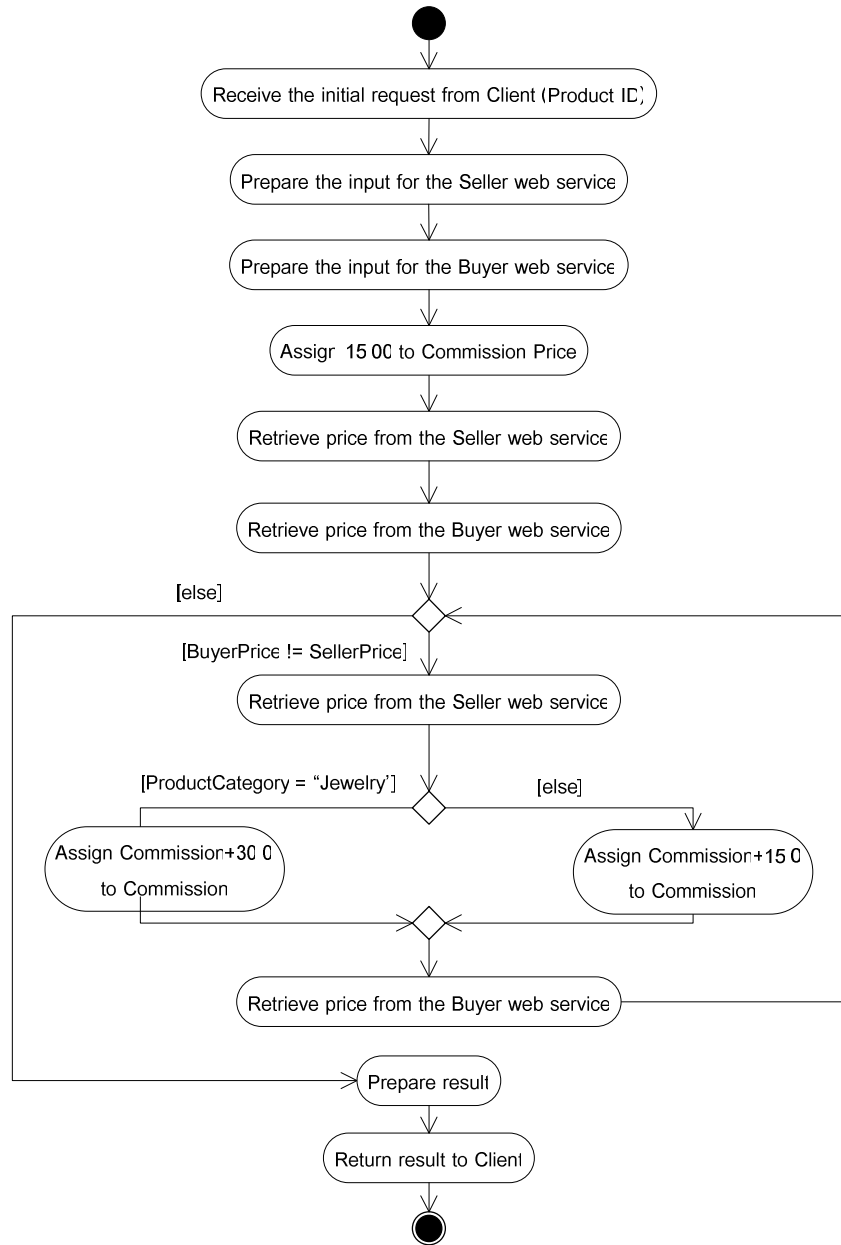 Receive the initial request from Client (Product ID)
Prepare the input for the Seller web service
Prepare the input for the Buyer web service
Assign 15 00 to Commission Price
Retrieve price from the Seller web service
Retrieve price from the Buyer web service
[else]
[BuyerPrice != SellerPrice]
Retrieve price from the Seller web service
[ProductCategory = “Jewelry’]
[else]
Assign Commission+30 0
to Commission
Assign Commission+15 0
to Commission
Retrieve price from the Buyer web service
Prepare result
Return result to Client